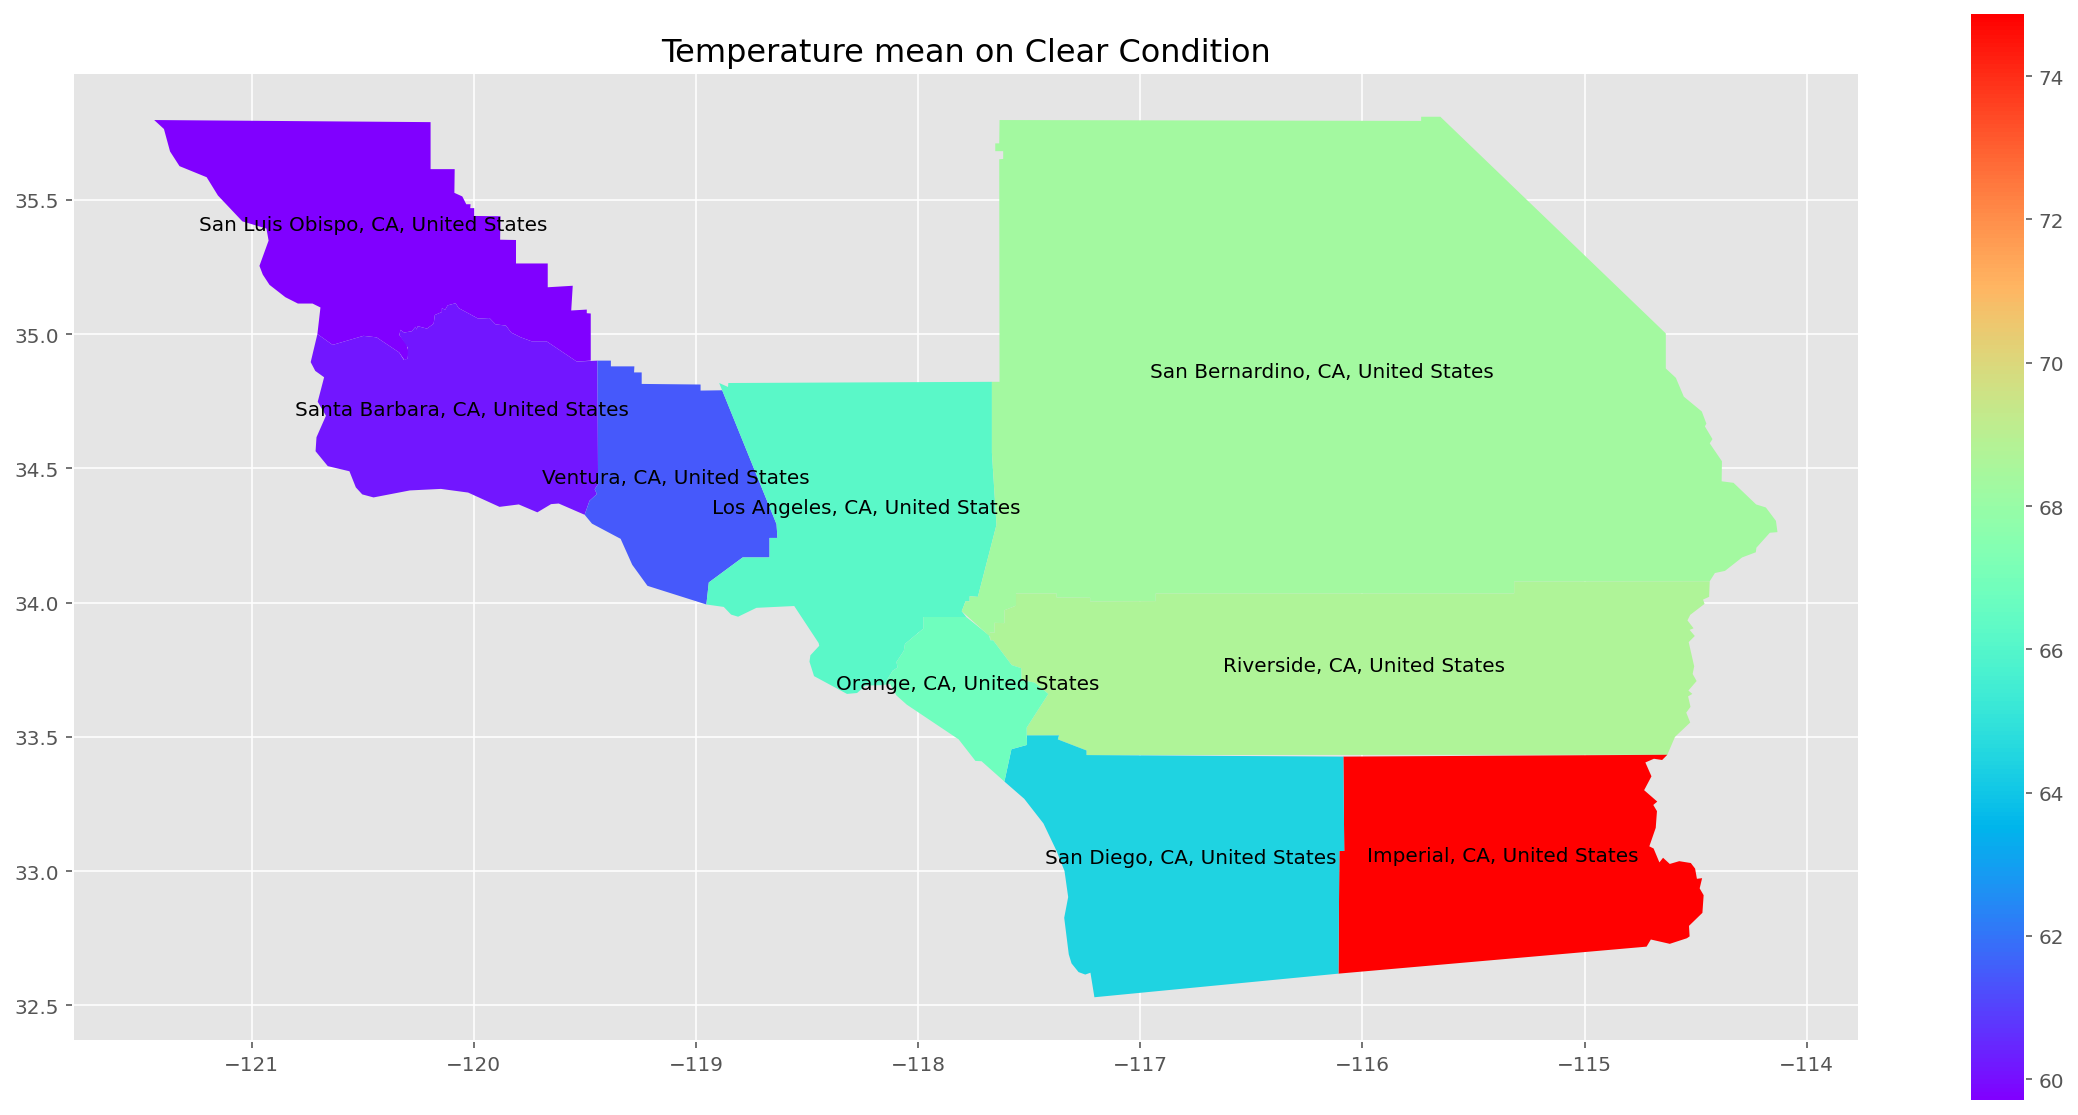 Temperature mean on Clear Condition
35.5
35.0
34.5
34.0
33.5
33.0
32.5
San Luis Obispo, CA, United States
San Bernardino, CA, United States
Santa Barbara, CA, United States
Ventura, CA, United States
Los Angeles, CA, United States
Riverside, CA, United States
Orange, CA, United States
San Diego, CA, United States
Imperial, CA, United States
−121
−120
−119
−118
−117
−116
−115
−114
74
72
70
68
66
64
62
60